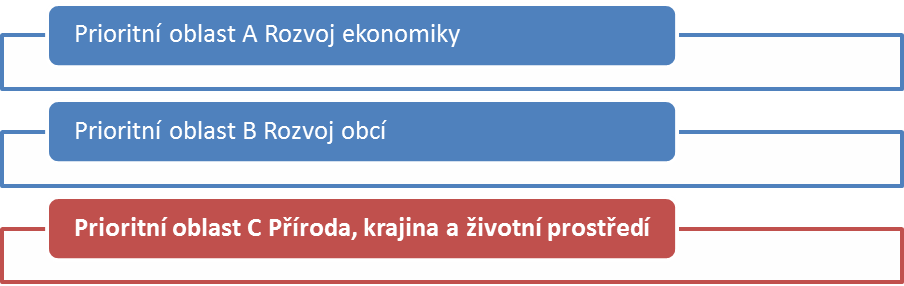 Prioritní oblast A Rozvoj ekonomiky
Prioritní oblast B Rozvoj obcí
Prioritní oblast C Příroda, krajina a životní prostředí